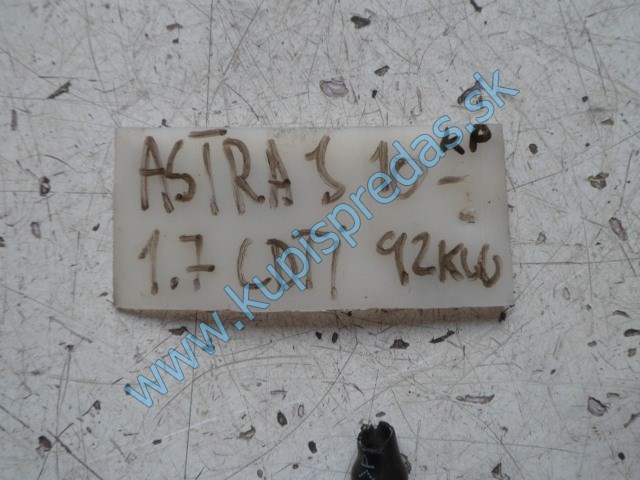 ASTRA J 10-
1.7 CDTI 92KW
www.kupispredas.sk